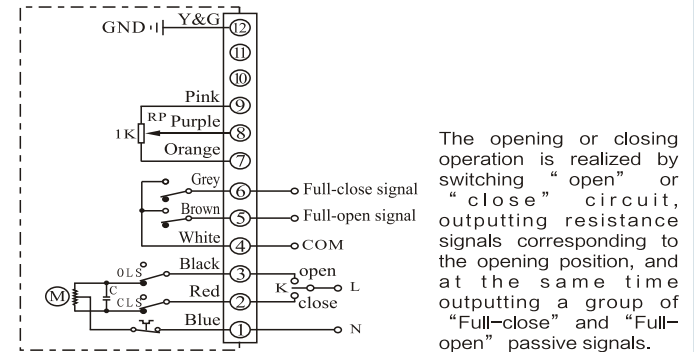 GND Y&G 12
11
10
Pink 9
RP Purple 8
1K
Orange 7
Grey 6 Full-close signal
Brown 5 Full-open signal
White 4 COM
OLS Black 3 open
M C K L
CLS Red 2 close
Blue 1 N
The opening or closing
operation is realized by
switching “open” or
“close” circuit,
outputting resistance
signals corresponding to
the opening position, and
at the same time
outputting a group of
“Full-close” and “Full-
open” passive signals.